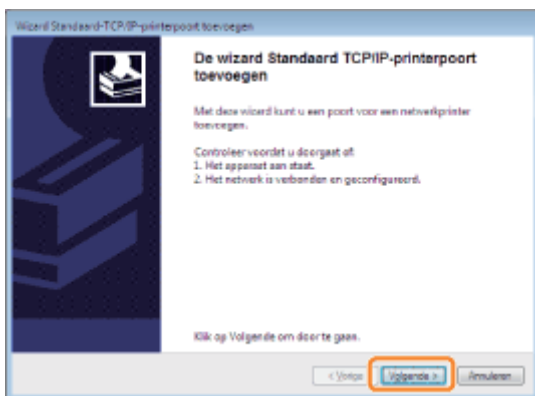 Wizard Standaard-TCP/IP-printerpoort toevoegen
De wizard Standaard TCP/IP-printerpoort
toevoegen
Met deze wizard kunt u een poort voor een netwerkprinter
toevoegen.
Controleer voordat u doorgaat of:
1. Het apparaat aan staat.
2. Het netwerk is verbonden en geconfigureerd.
Klik op Volgende om door te gaan.
< Vorige
Volgende >
Annuleren